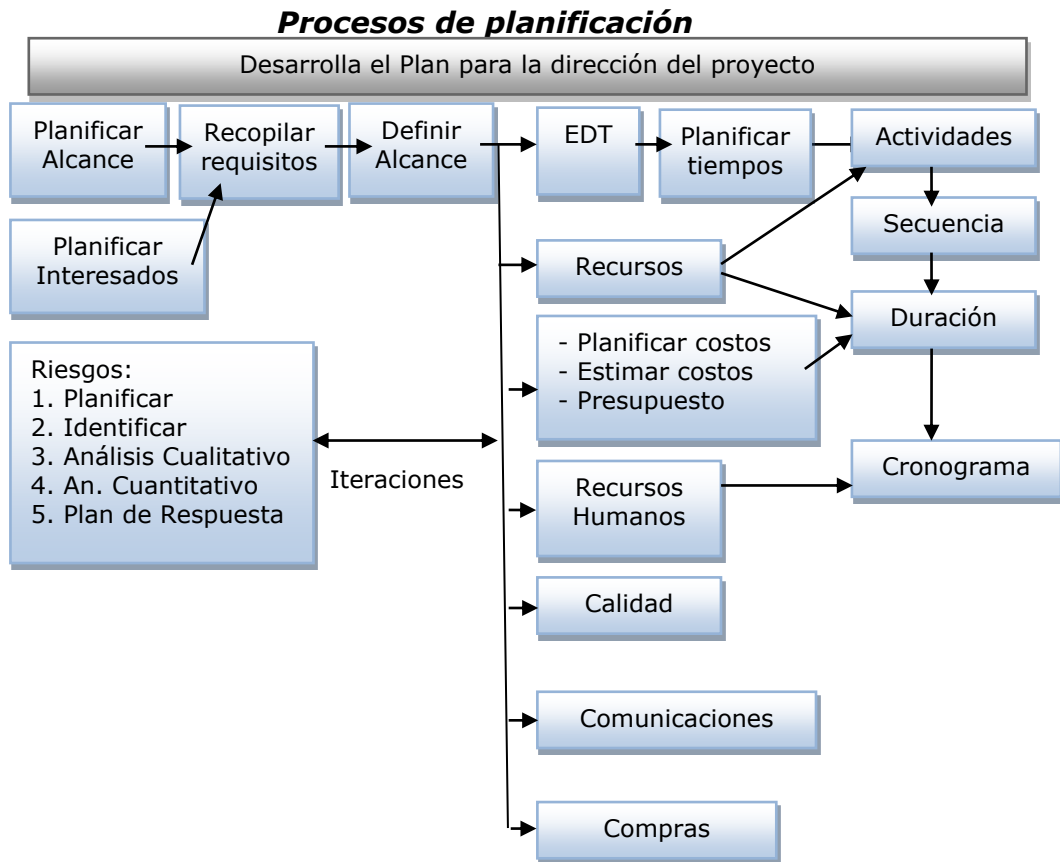 Procesos de planificación
Desarrolla el Plan para la dirección del proyecto
Planificar
Alcance
Recopilar
requisitos
Definir
Alcance
EDT
Planificar
tiempos
Actividades
Planificar
Interesados
Secuencia
Recursos
Duración
- Planificar costos
- Estimar costos
- Presupuesto
Riesgos:
1. Planificar
2. Identificar
3. Análisis Cualitativo
4. An. Cuantitativo
5. Plan de Respuesta
Iteraciones
Cronograma
Recursos
Humanos
Calidad
Comunicaciones
Compras